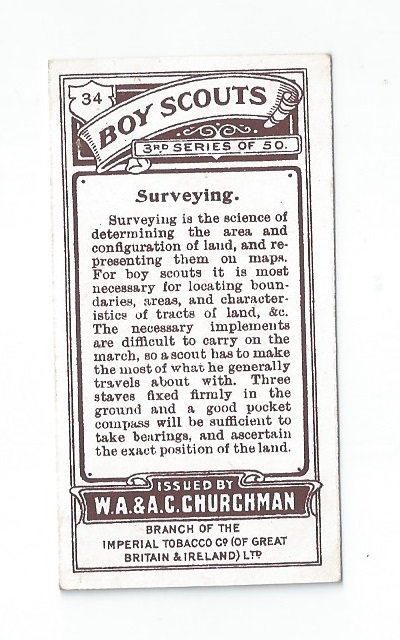 34
BOY SCOUTS
3RD SERIES OF 50.
Surveying.
Surveying is the science of
determining the area and
configuration of land, and re-
presenting them on maps.
For boy scouts it is most
necessary for locating boun-
daries, areas, and character-
istics of tracts of land, &c.
The necessary implements
are difficult to carry on the
march, so a scout has to make
the most of what he generally
travels about with. Three
staves fixed firmly in the
ground and a good pocket
compass will be sufficient to
take bearings, and ascertain
the exact position of the land.
ISSUED BY
W.A. & A.C. CHURCHMAN
BRANCH OF THE
IMPERIAL TOBACCO CO (OF GREAT
BRITAIN & IRELAND) LTD